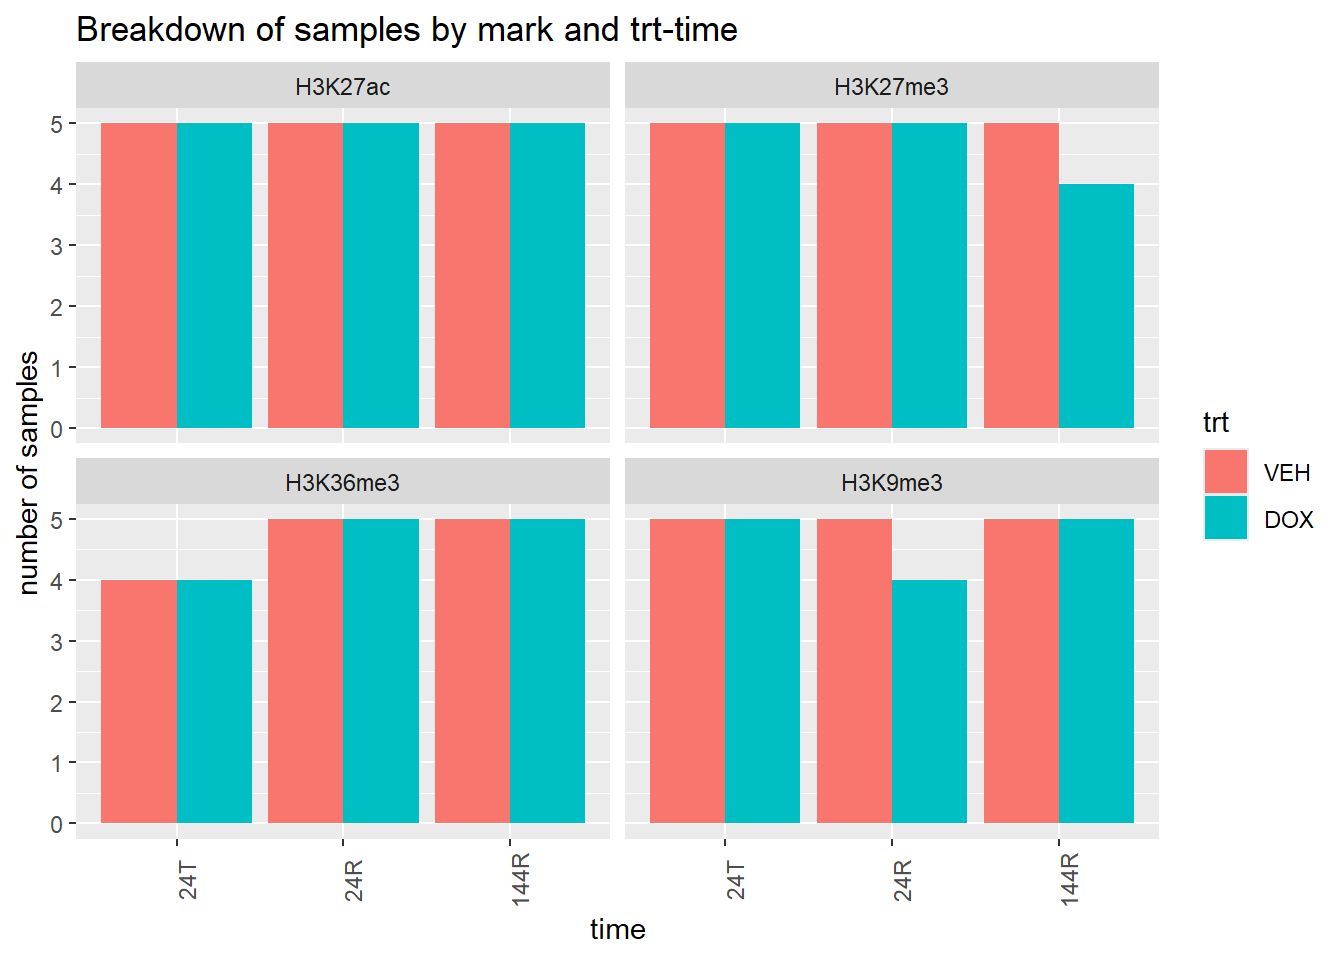 Breakdown of samples by mark and trt-time
H3K27ac
H3K27me3
5
4
3
2
1
0
H3K36me3
H3K9me3
5
4
3
2
1
0
number of samples
24T
24R
144R
24T
24R
144R
time
trt
VEH
DOX